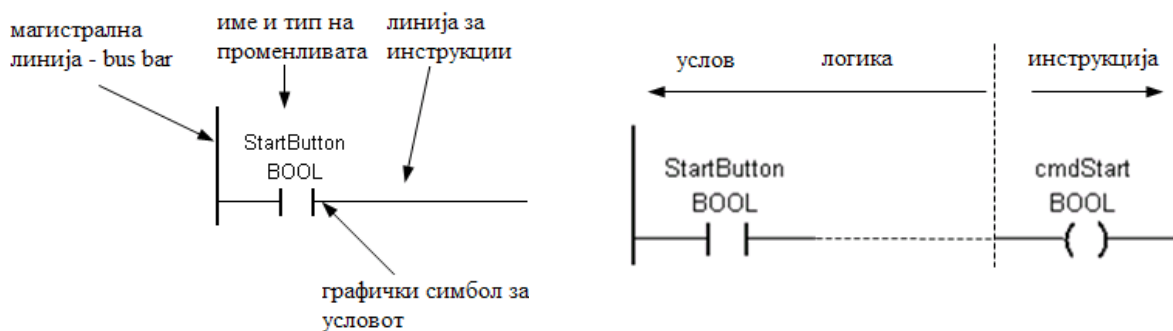 магистрална
линија - bus bar
име и тип на
променливата
линија за
инструкции
StartButton
BOOL
графички симбол за
условот
услов
логика
инструкција
StartButton
BOOL
cmdStart
BOOL